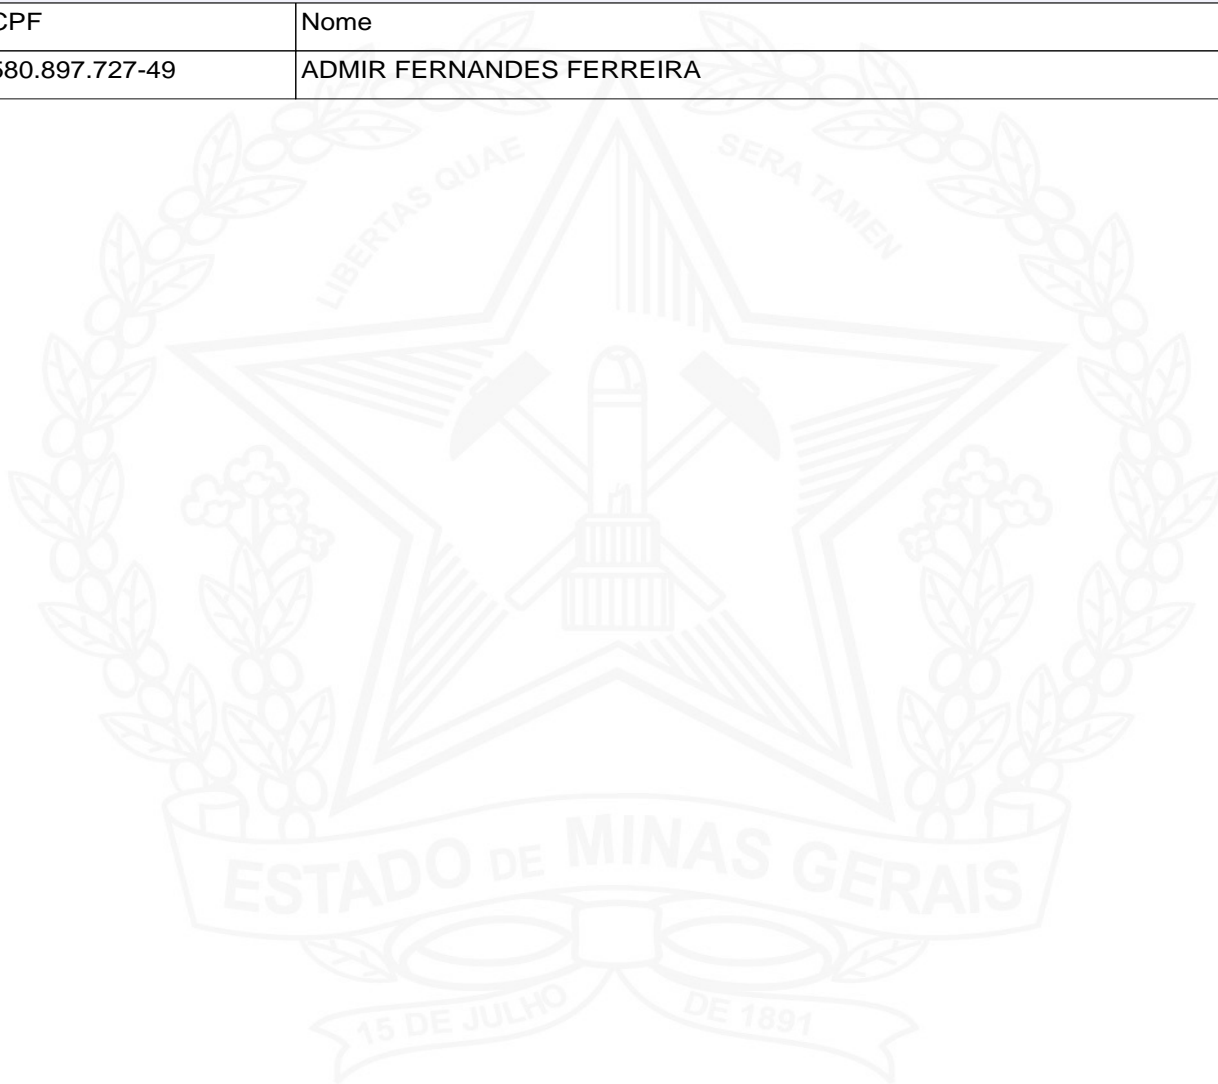 CPF Nome
580.897.727-49 ADMIR FERNANDES FERREIRA
LIBERTAS QUAE SERA TAMEN
ESTADO DE MINAS GERAIS
15 DE JULHO DE 1891